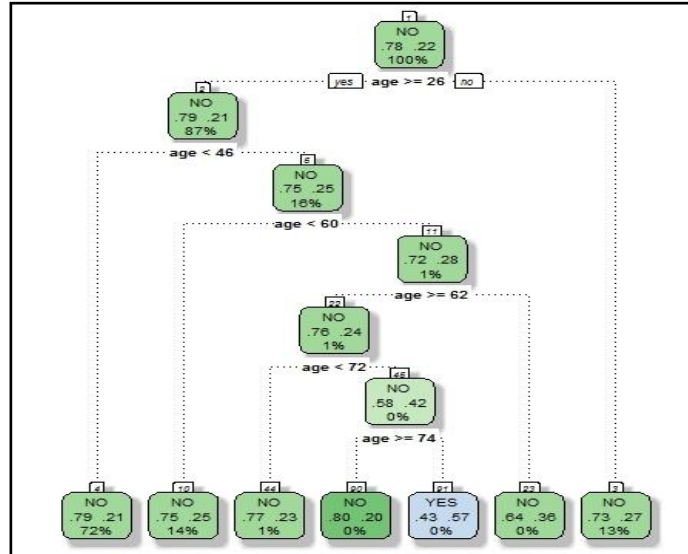 1
NO
.78 .22
100%
yes age >= 26 no
2
NO
.79 .21
87%
age < 46
5
NO
.75 .25
16%
age < 60
11
NO
.72 .28
1%
age >= 62
22
NO
.76 .24
1%
age < 72
45
NO
.58 .42
0%
age >= 74
4
NO
.79 .21
72%
10
NO
.75 .25
14%
44
NO
.77 .23
1%
90
NO
.80 .20
0%
91
YES
.43 .57
0%
23
NO
.64 .36
0%
3
NO
.73 .27
13%